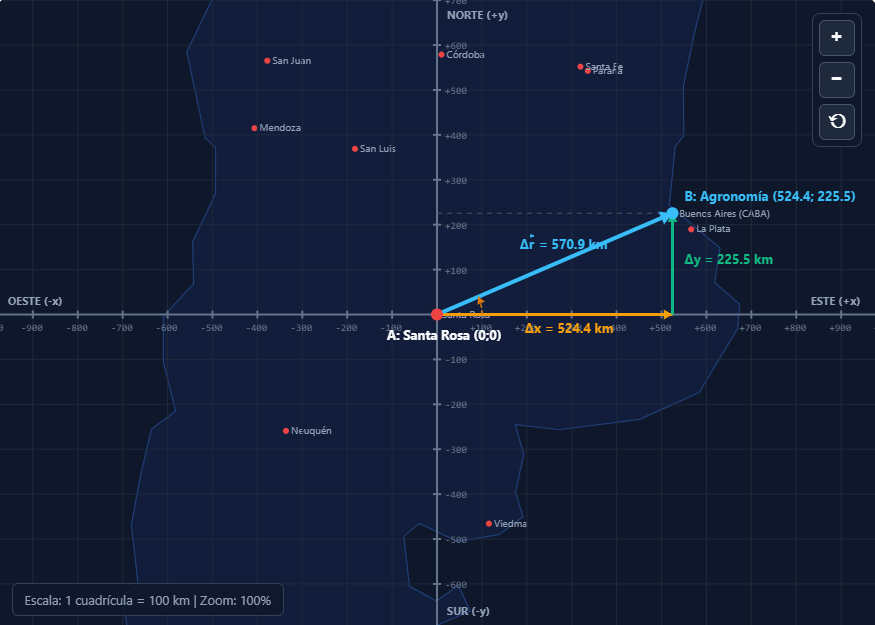 +700
NORTE (+y)
+
+600
Córdoba
San Juan
Santa Fe
Paraná
−
+500
Mendoza
+400
San Luis
+300
B: Agronomía (524.4; 225.5)
Buenos Aires (CABA)
+200
La Plata
Δr = 570.9 km
Δy = 225.5 km
+100
OESTE (-x)
ESTE (+x)
Santa Rosa
-900
-800
-700
-600
-500
-400
-300
-200
-100
+100
+200
+300
+400
+500
+600
+700
+800
+900
Δx = 524.4 km
A: Santa Rosa (0;0)
-100
-200
Neuquén
-300
-400
Viedma
-500
-600
Escala: 1 cuadrícula = 100 km | Zoom: 100%
SUR (-y)